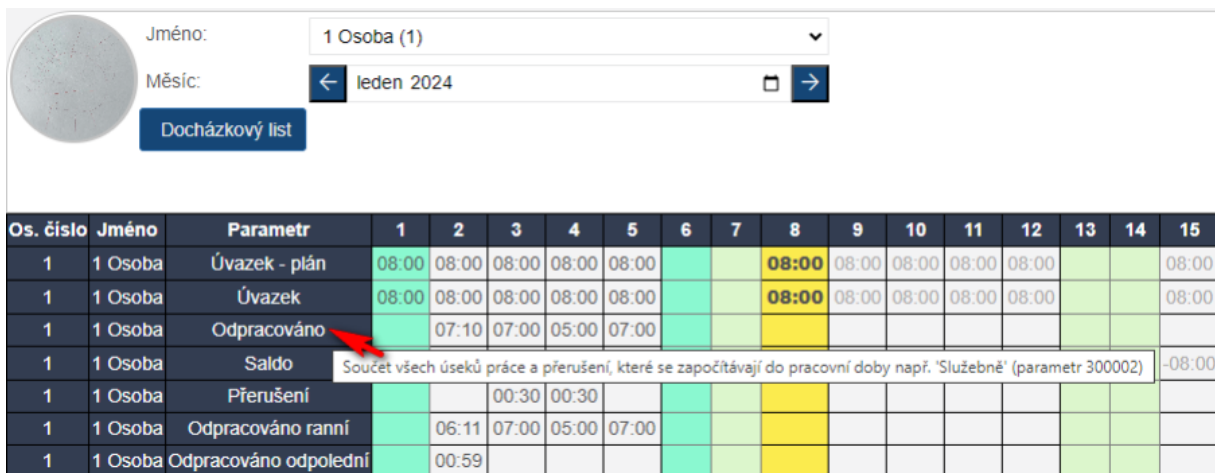 Jméno: 1 Osoba (1)
Měsíc: leden 2024
Docházkový list
Os. číslo Jméno Parametr 1 2 3 4 5 6 7 8 9 10 11 12 13 14 15
1 1 Osoba Úvazek - plán 08:00 08:00 08:00 08:00 08:00 08:00 08:00 08:00 08:00 08:00 08:00
1 1 Osoba Úvazek 08:00 08:00 08:00 08:00 08:00 08:00 08:00 08:00 08:00 08:00 08:00
1 1 Osoba Odpracováno 07:10 07:00 05:00 07:00
1 1 Osoba Saldo -08:00
Součet všech úseků práce a přerušení, které se započítávají do pracovní doby např. 'Služebně' (parametr 300002)
1 1 Osoba Přerušení 00:30 00:30
1 1 Osoba Odpracováno ranní 06:11 07:00 05:00 07:00
1 1 Osoba Odpracováno odpolední 00:59